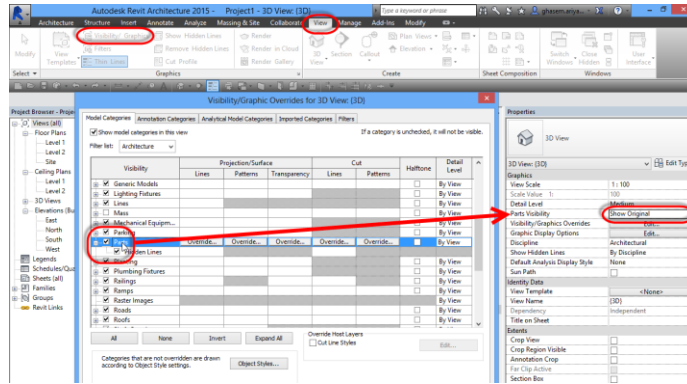 Autodesk Revit Architecture 2015 - Project1 - 3D View: {3D}
Type a keyword or phrase
ghasem.ariya...
Architecture Structure Insert Annotate Analyze Massing & Site Collaborate View Manage Add-Ins Modify
Modify
View
Templates
Visibility/ Graphics
Filters
Thin Lines
Show Hidden Lines
Remove Hidden Lines
Cut Profile
Render
Render in Cloud
Render Gallery
3D
View
Section
Callout
Plan Views
Elevation
Switch
Windows
Close
Hidden
User
Interface
Select
Graphics
Create
Sheet Composition
Windows
Project Browser - Projec
Views (all)
Floor Plans
Level 1
Level 2
Site
Ceiling Plans
Level 1
Level 2
3D Views
Elevations (Bu
East
North
South
West
Legends
Schedules/Qua
Sheets (all)
Families
Groups
Revit Links
Visibility/Graphic Overrides for 3D View: {3D}
Model Categories Annotation Categories Analytical Model Categories Imported Categories Filters
Show model categories in this view
If a category is unchecked, it will not be visible.
Filter list: Architecture
Visibility Projection/Surface Cut Halftone Detail Level
Lines Patterns Transparency Lines Patterns
Generic Models By View
Lighting Fixtures By View
Lines By View
Mass By View
Mechanical Equipm... By View
Parking By View
Parts Override... Override... Override... Override... Override... By View
Hidden Lines
Planting By View
Plumbing Fixtures By View
Railings By View
Ramps By View
Raster Images
Roads By View
Roofs By View
All None Invert Expand All
Override Host Layers
Cut Line Styles
Edit...
Categories that are not overridden are drawn
according to Object Style settings.
Object Styles...
Properties
3D View
3D View: {3D}
Edit Typ
Graphics
View Scale 1 : 100
Scale Value 1: 100
Detail Level Medium
Parts Visibility Show Original
Visibility/Graphics Overrides Edit...
Graphic Display Options Edit...
Discipline Architectural
Show Hidden Lines By Discipline
Default Analysis Display Style None
Sun Path
Identity Data
View Template <None>
View Name {3D}
Dependency Independent
Title on Sheet
Extents
Crop View
Crop Region Visible
Annotation Crop
Far Clip Active
Section Box